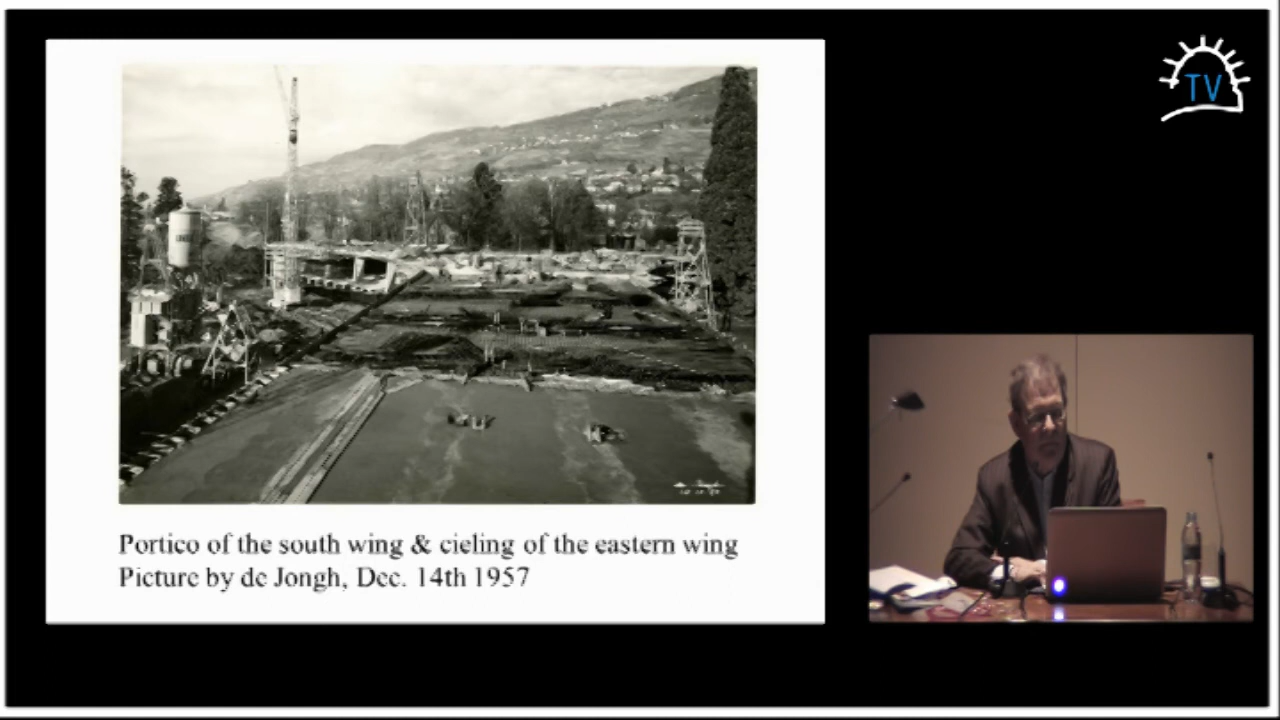 TV
Portico of the south wing & cieling of the eastern wing
Picture by de Jongh, Dec. 14th 1957